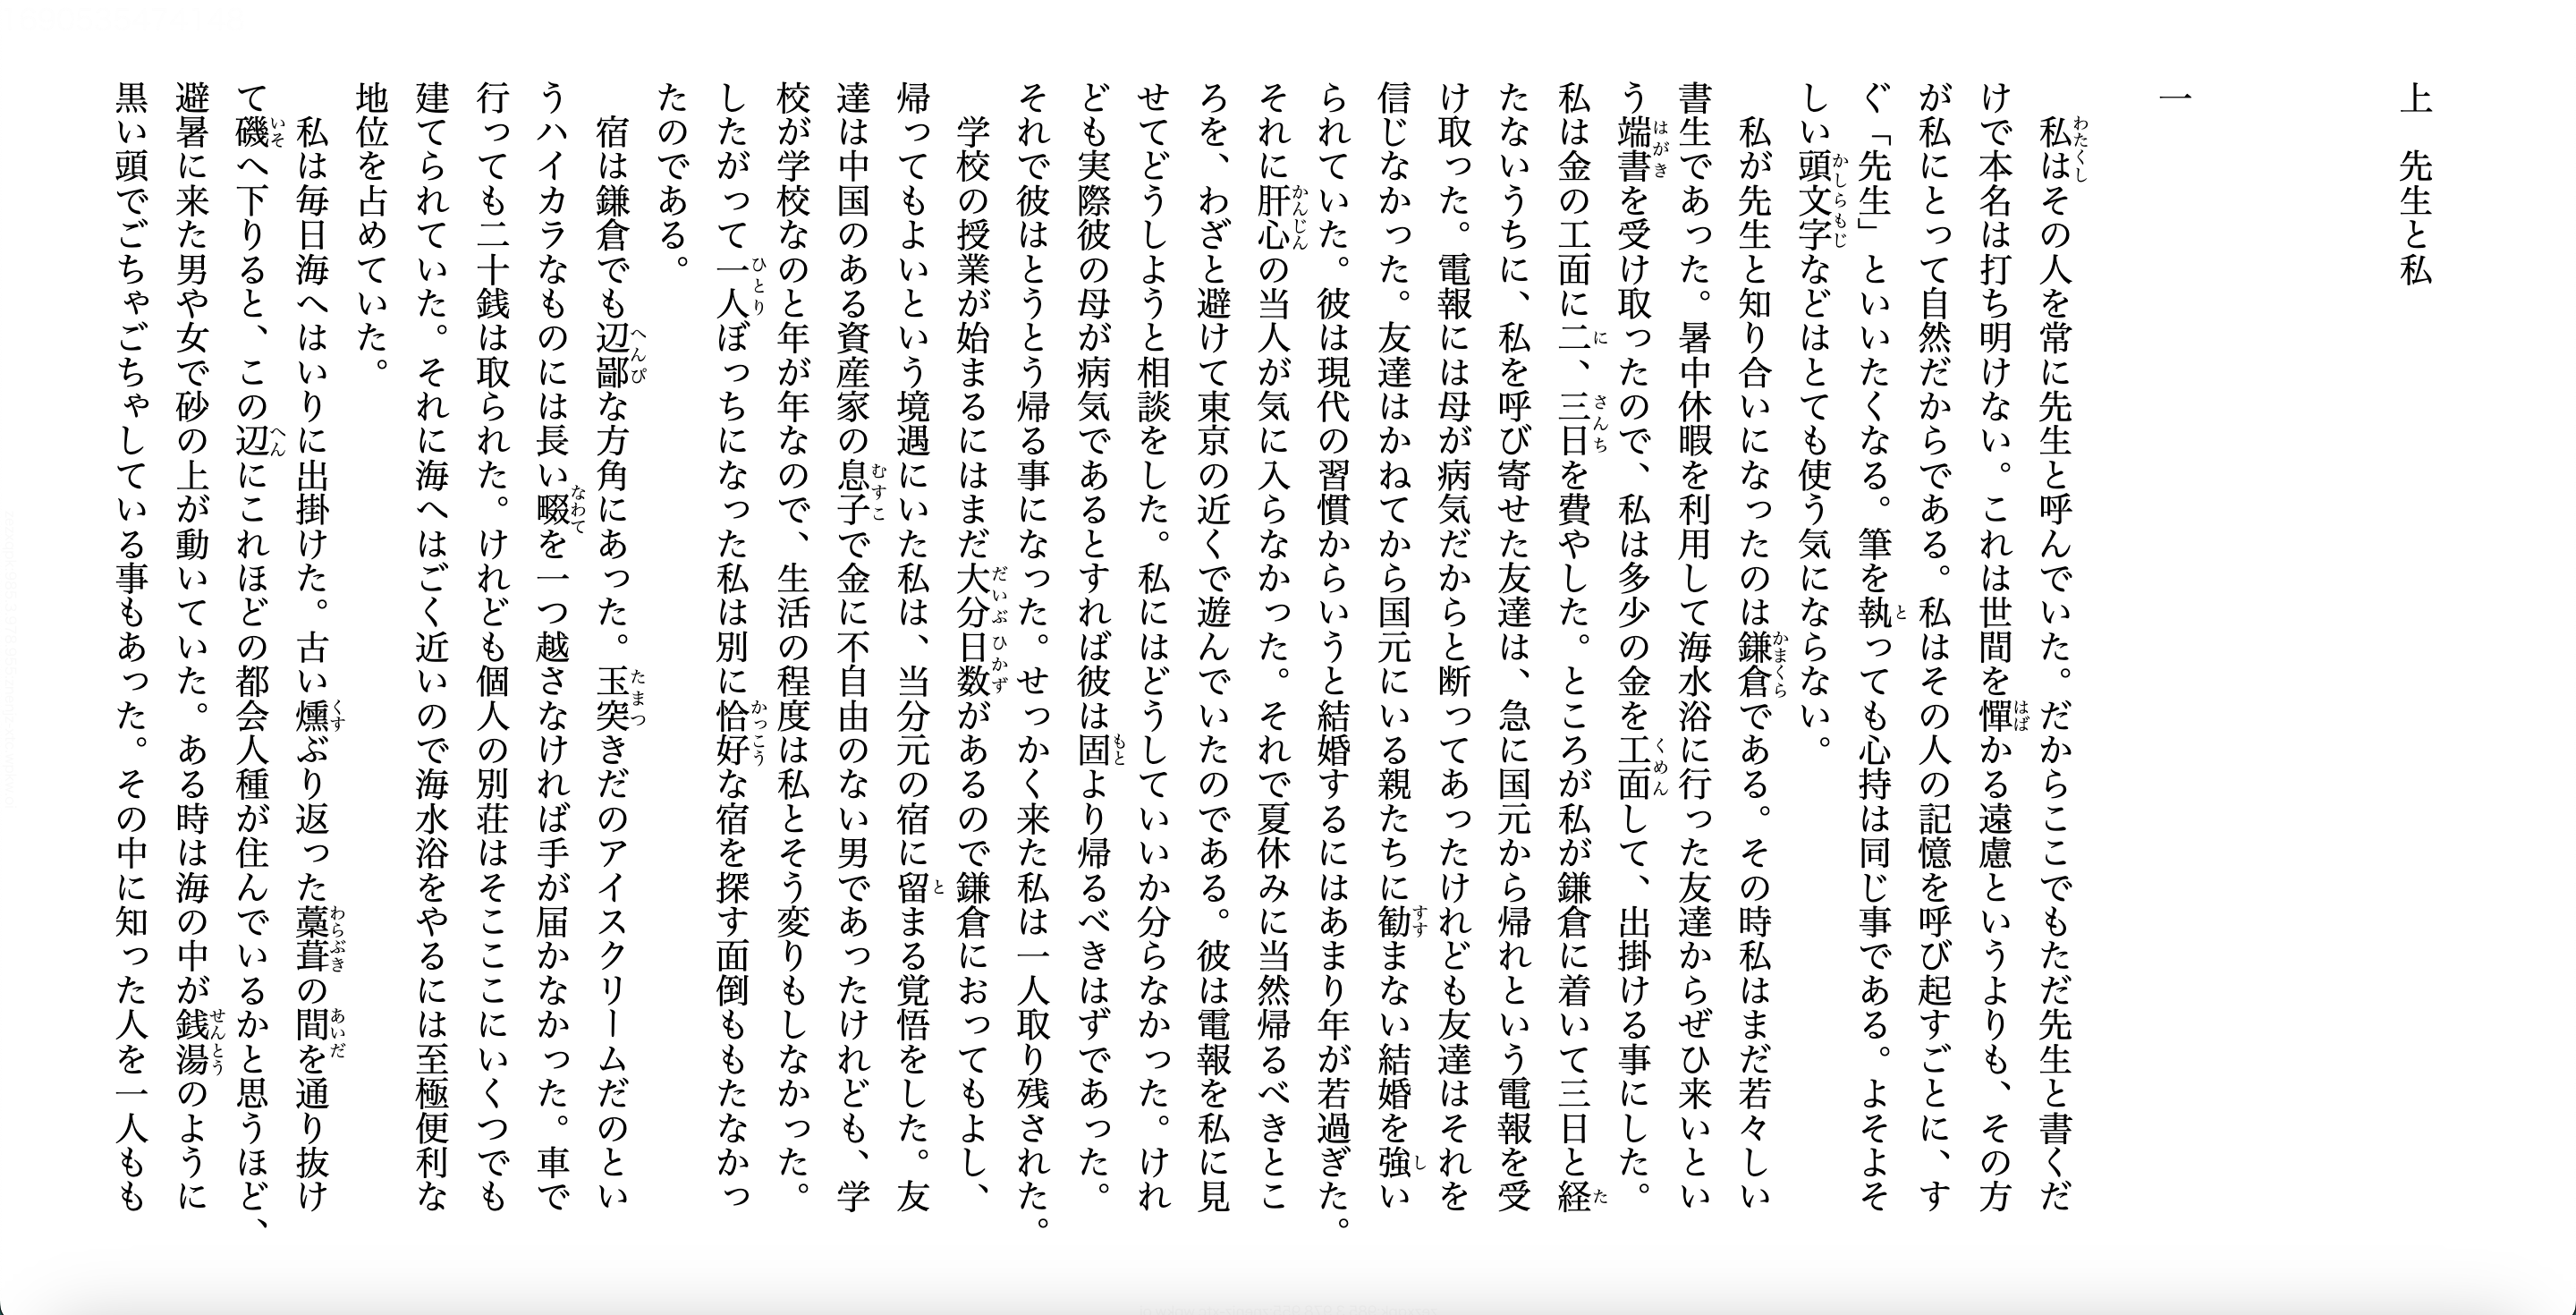 上　先生と私
一
　私はその人を常に先生と呼んでいた。だからここでもただ先生と書くだ
けで本名は打ち明けない。これは世間を憚かる遠慮というよりも、その方
が私にとって自然だからである。私はその人の記憶を呼び起すごとに、す
ぐ「先生」といいたくなる。筆を執っても心持は同じ事である。よそよそ
しい頭文字などはとても使う気にならない。
　私が先生と知り合いになったのは鎌倉である。その時私はまだ若々しい
書生であった。暑中休暇を利用して海水浴に行った友達からぜひ来いとい
う端書を受け取ったので、私は多少の金を工面して、出掛ける事にした。
私は金の工面に二、三日を費やした。ところが私が鎌倉に着いて三日と経
たないうちに、私を呼び寄せた友達は、急に国元から帰れという電報を受
け取った。電報には母が病気だからと断ってあったけれども友達はそれを
信じなかった。友達はかねてから国元にいる親たちに勧まない結婚を強い
られていた。彼は現代の習慣からいうと結婚するにはあまり年が若過ぎた。
それに肝心の当人が気に入らなかった。それで夏休みに当然帰るべきとこ
ろを、わざと避けて東京の近くで遊んでいたのである。彼は電報を私に見
せてどうしようと相談をした。私にはどうしていいか分らなかった。けれ
ども実際彼の母が病気であるとすれば彼は固より帰るべきはずであった。
それで彼はとうとう帰る事になった。せっかく来た私は一人取り残された。
　学校の授業が始まるにはまだ大分日数があるので鎌倉におってもよし、
帰ってもよいという境遇にいた私は、当分元の宿に留まる覚悟をした。友
達は中国のある資産家の息子で金に不自由のない男であったけれども、学
校が学校なのと年が年なので、生活の程度は私とそう変りもしなかった。
したがって一人ぼっちになった私は別に恰好な宿を探す面倒ももたなかっ
たのである。
　宿は鎌倉でも辺鄙な方角にあった。玉突きだのアイスクリームだのとい
うハイカラなものには長い畷を一つ越さなければ手が届かなかった。車で
行っても二十銭は取られた。けれども個人の別荘はそこここにいくつでも
建てられていた。それに海へはごく近いので海水浴をやるには至極便利な
地位を占めていた。
　私は毎日海へはいりに出掛けた。古い燻ぶり返った藁葺の間を通り抜け
て磯へ下りると、この辺にこれほどの都会人種が住んでいるかと思うほど、
避暑に来た男や女で砂の上が動いていた。ある時は海の中が銭湯のように
黒い頭でごちゃごちゃしている事もあった。その中に知った人を一人もも